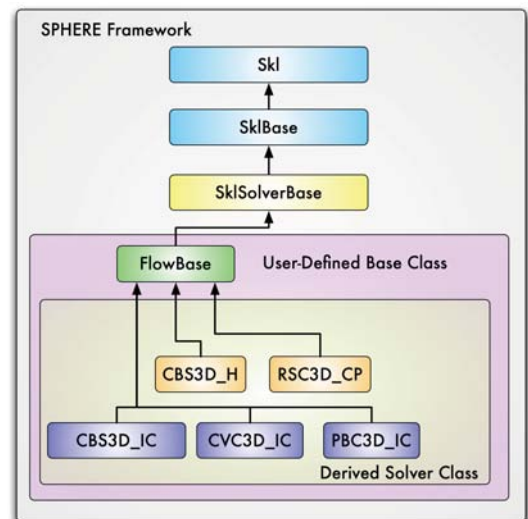 SPHERE Framework
Skl
SklBase
SklSolverBase
FlowBase
User-Defined Base Class
CBS3D_H
RSC3D_CP
CBS3D_IC
CVC3D_IC
PBC3D_IC
Derived Solver Class